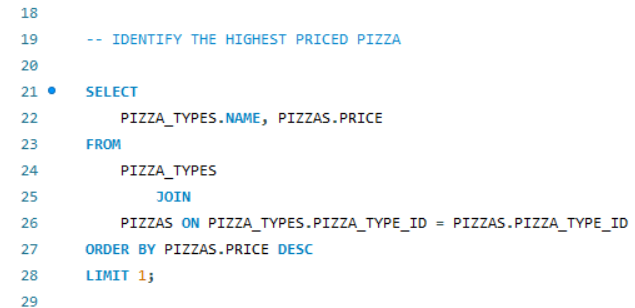 18
19 -- IDENTIFY THE HIGHEST PRICED PIZZA
20
21 SELECT
22 PIZZA_TYPES.NAME, PIZZAS.PRICE
23 FROM
24 PIZZA_TYPES
25 JOIN
26 PIZZAS ON PIZZA_TYPES.PIZZA_TYPE_ID = PIZZAS.PIZZA_TYPE_ID
27 ORDER BY PIZZAS.PRICE DESC
28 LIMIT 1;
29